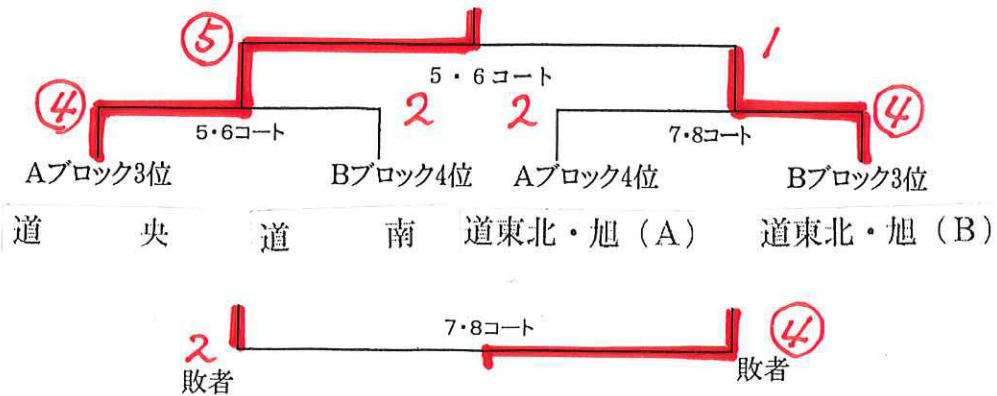 ⑤ 1
5・6コート
④ 2 2 ④
5・6コート 7・8コート
Aブロック3位 Bブロック4位 Aブロック4位 Bブロック3位
道央 道南 道東北・旭（A） 道東北・旭（B）
7・8コート
2 ④
敗者 敗者